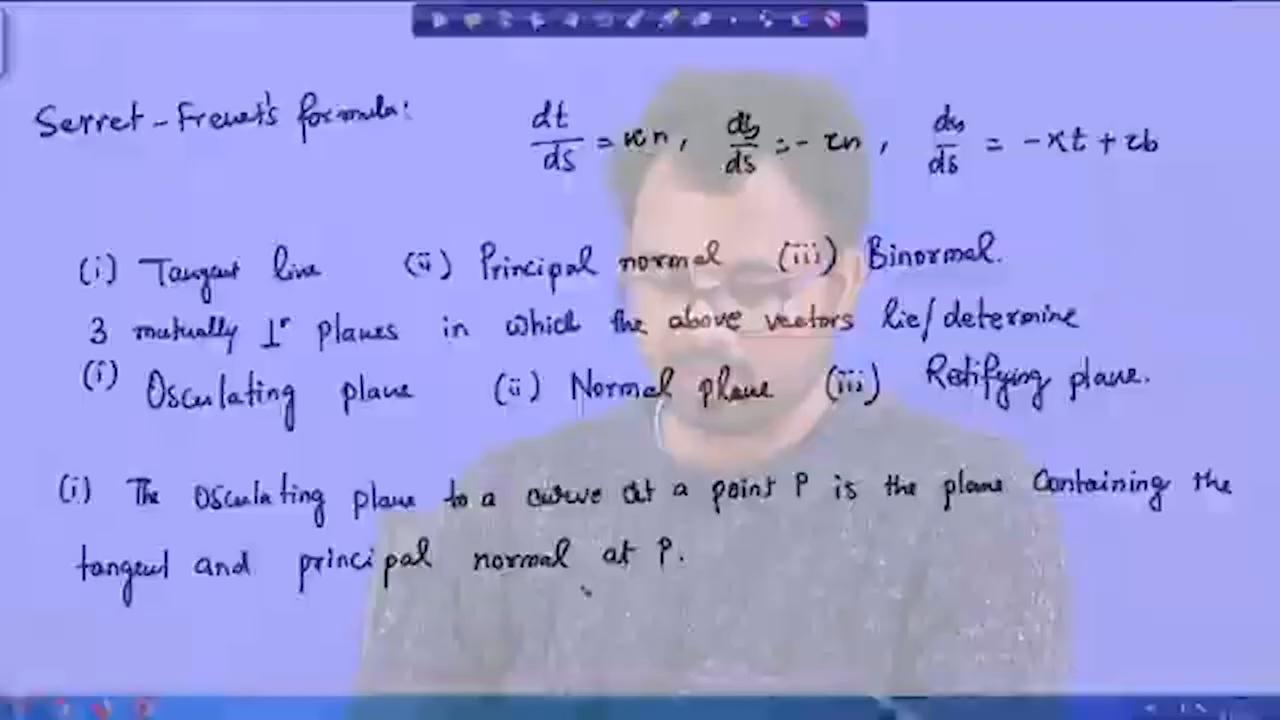 Serret-Frenet's formula: dt/ds = κn, db/ds = -τn, dn/ds = -κt + τb
(i) Tangent line (ii) Principal normal (iii) Binormal.
3 mutually ⊥r planes in which the above vectors lie/determine
(i) Osculating plane (ii) Normal plane (iii) Retifying plane.
(i) The osculating plane to a curve at a point P is the plane containing the
tangent and principal normal at P.